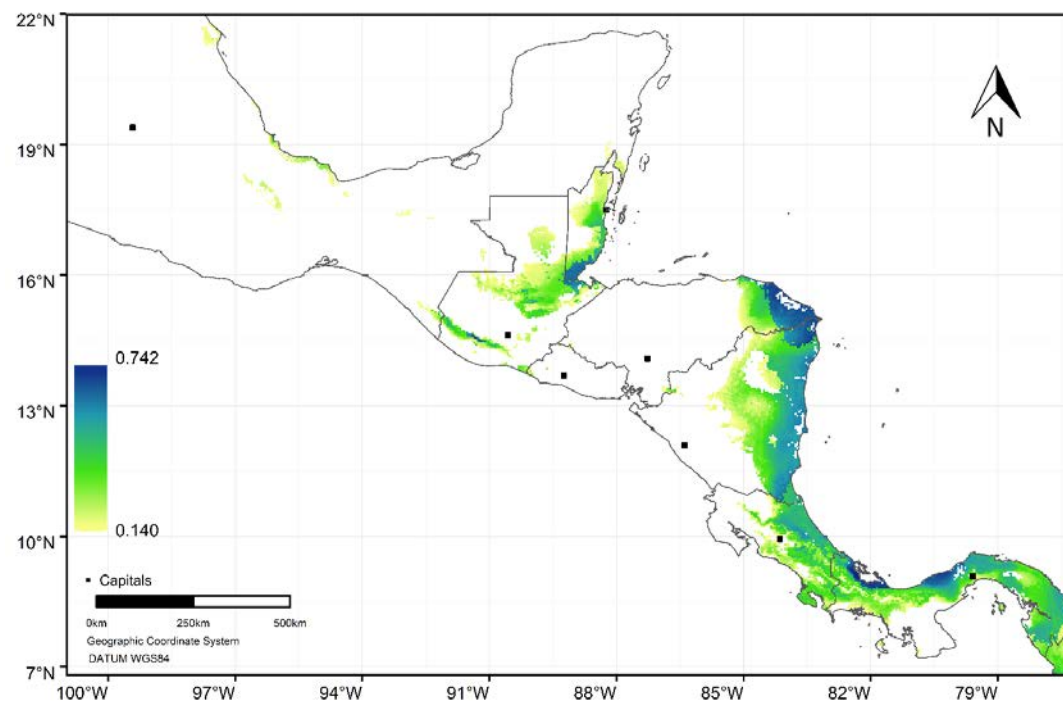 22°N
N
19°N
16°N
0.742
13°N
0.140
10°N
Capitals
0km 250km 500km
Geographic Coordinate System
DATUM WGS84
7°N
100°W 97°W 94°W 91°W 88°W 85°W 82°W 79°W